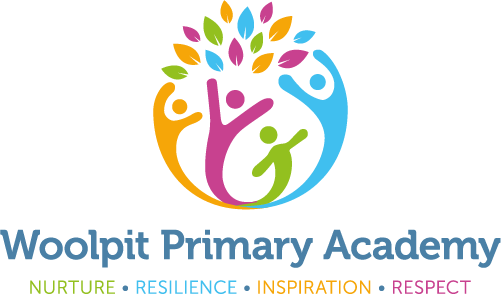 Woolpit Primary Academy
NURTURE • RESILIENCE • INSPIRATION • RESPECT